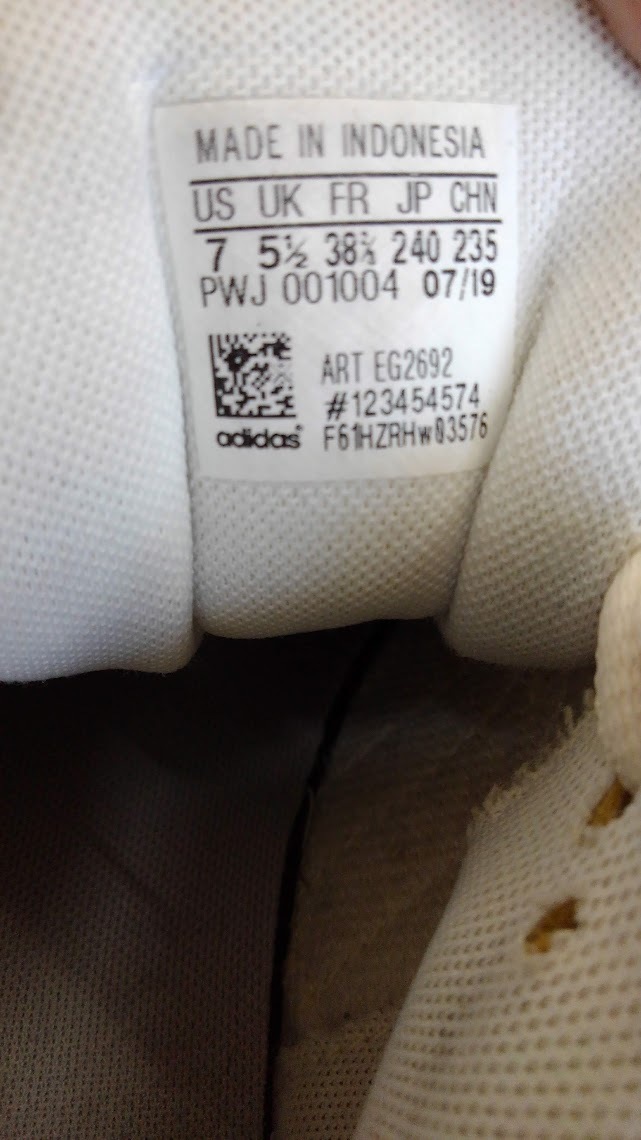 MADE IN INDONESIA
US UK FR JP CHN
7 5½ 38⅔ 240 235
PWJ 001004 07/19
ART EG2692
#123454574
adidas F61HZRHw03576